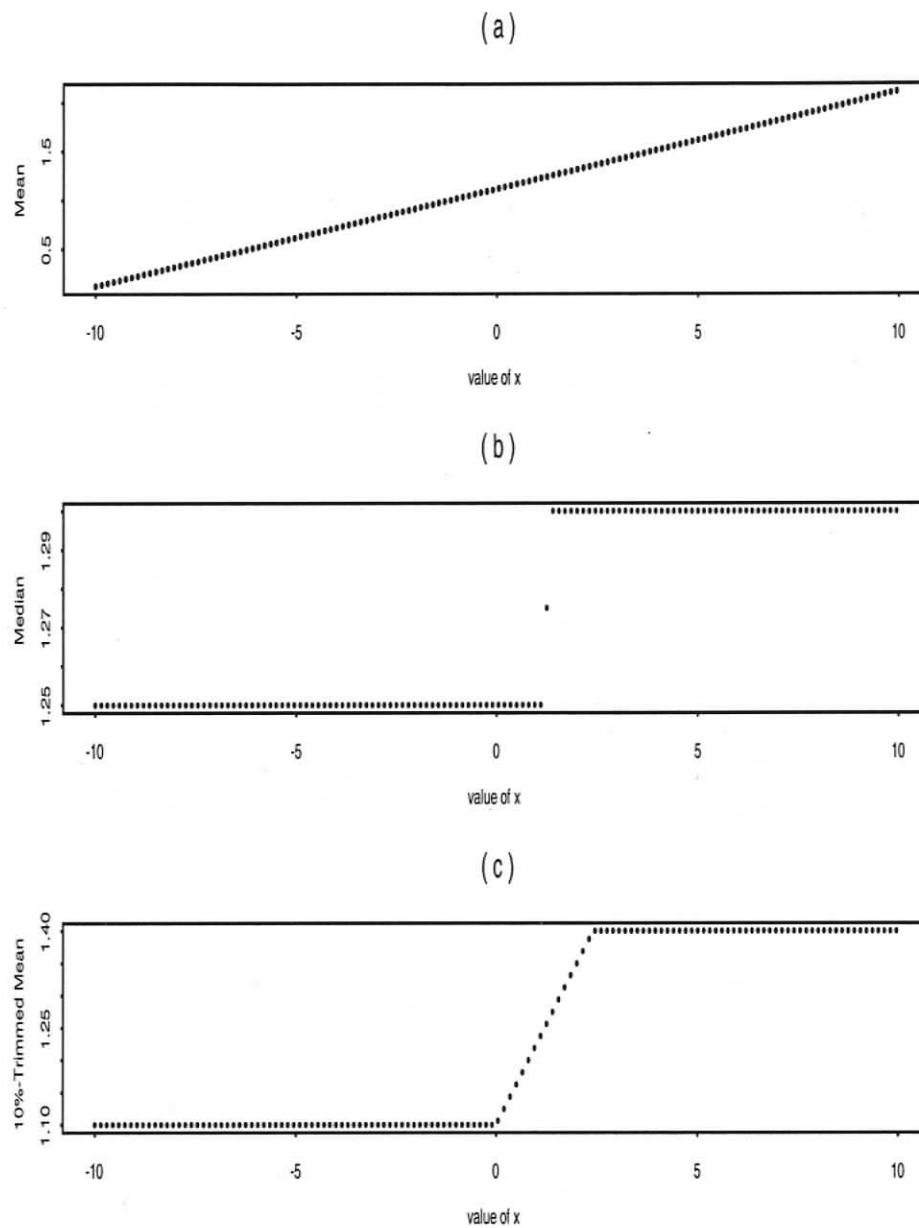 (a)
Mean
1.5
0.5
-10 -5 0 5 10
value of x
(b)
Median
1.29
1.27
1.25
-10 -5 0 5 10
value of x
(c)
10%-Trimmed Mean
1.40
1.25
1.10
-10 -5 0 5 10
value of x